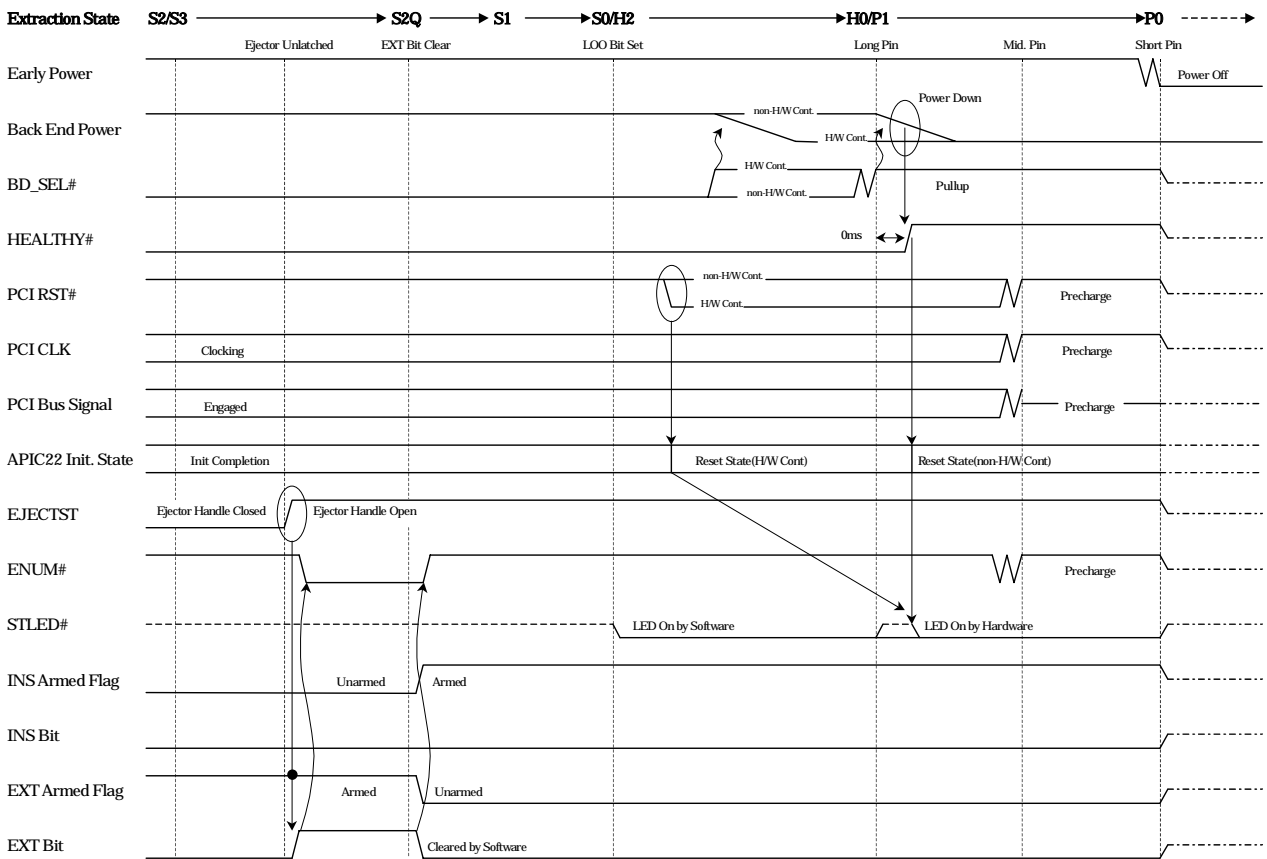 Extraction State S2/S3 S2Q S1 S0/H2 H0/P1 P0
Ejector Unlatched EXT Bit Clear LOO Bit Set Long Pin Mid. Pin Short Pin
Early Power Power Off
Power Down
non-H/W Cont.
Back End Power
H/W Cont.
H/W Cont.
BD_SEL# Pullup
non-H/W Cont.
HEALTHY# 0ms
non-H/W Cont.
PCI RST# Precharge
H/W Cont.
PCI CLK Clocking Precharge
PCI Bus Signal Engaged Precharge
APIC22 Init. State Init Completion Reset State(H/W Cont) Reset State(non-H/W Cont)
EJECTST Ejector Handle Closed Ejector Handle Open
ENUM# Precharge
STLED# LED On by Software LED On by Hardware
INS Armed Flag Unarmed Armed
INS Bit
EXT Armed Flag Armed Unarmed
EXT Bit Cleared by Software